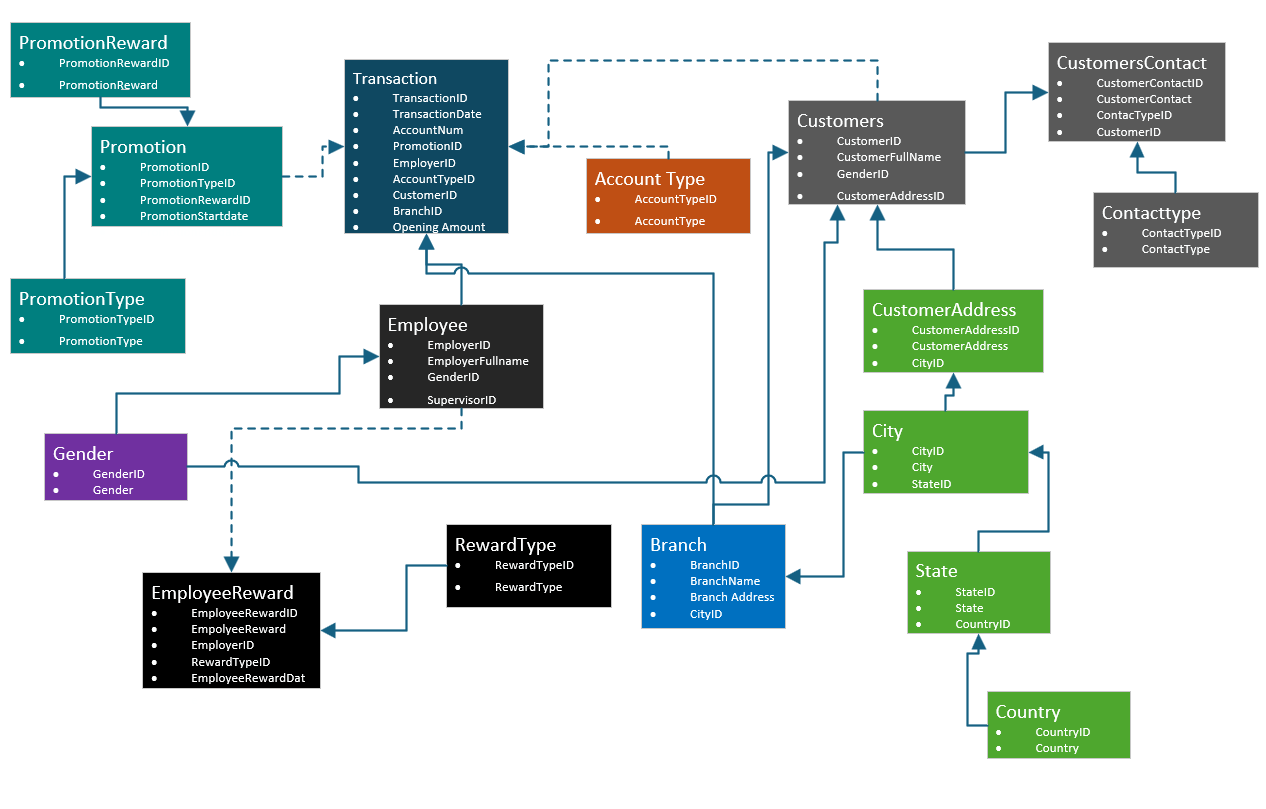 PromotionReward
• PromotionRewardID
• PromotionReward
Promotion
• PromotionID
• PromotionTypeID
• PromotionRewardID
• PromotionStartdate
PromotionType
• PromotionTypeID
• PromotionType
Transaction
• TransactionID
• TransactionDate
• AccountNum
• PromotionID
• EmployerID
• AccountTypeID
• CustomerID
• BranchID
• Opening Amount
Account Type
• AccountTypeID
• AccountType
Customers
• CustomerID
• CustomerFullName
• GenderID
• CustomerAddressID
CustomersContact
• CustomerContactID
• CustomerContact
• ContacTypeID
• CustomerID
Contacttype
• ContactTypeID
• ContactType
Employee
• EmployerID
• EmployerFullname
• GenderID
• SupervisorID
CustomerAddress
• CustomerAddressID
• CustomerAddress
• CityID
Gender
• GenderID
• Gender
City
• CityID
• City
• StateID
RewardType
• RewardTypeID
• RewardType
Branch
• BranchID
• BranchName
• Branch Address
• CityID
State
• StateID
• State
• CountryID
EmployeeReward
• EmployeeRewardID
• EmpolyeeReward
• EmployerID
• RewardTypeID
• EmployeeRewardDat
Country
• CountryID
• Country